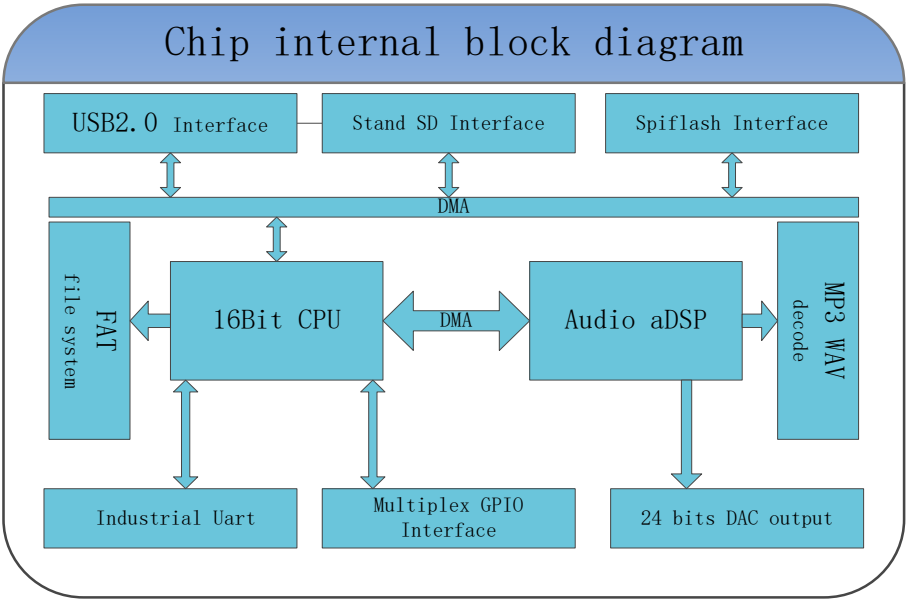 Chip internal block diagram
USB2.0 Interface
Stand SD Interface
Spiflash Interface
DMA
FAT
file system
16Bit CPU
DMA
Audio aDSP
MP3 WAV
decode
Industrial Uart
Multiplex GPIO
Interface
24 bits DAC output